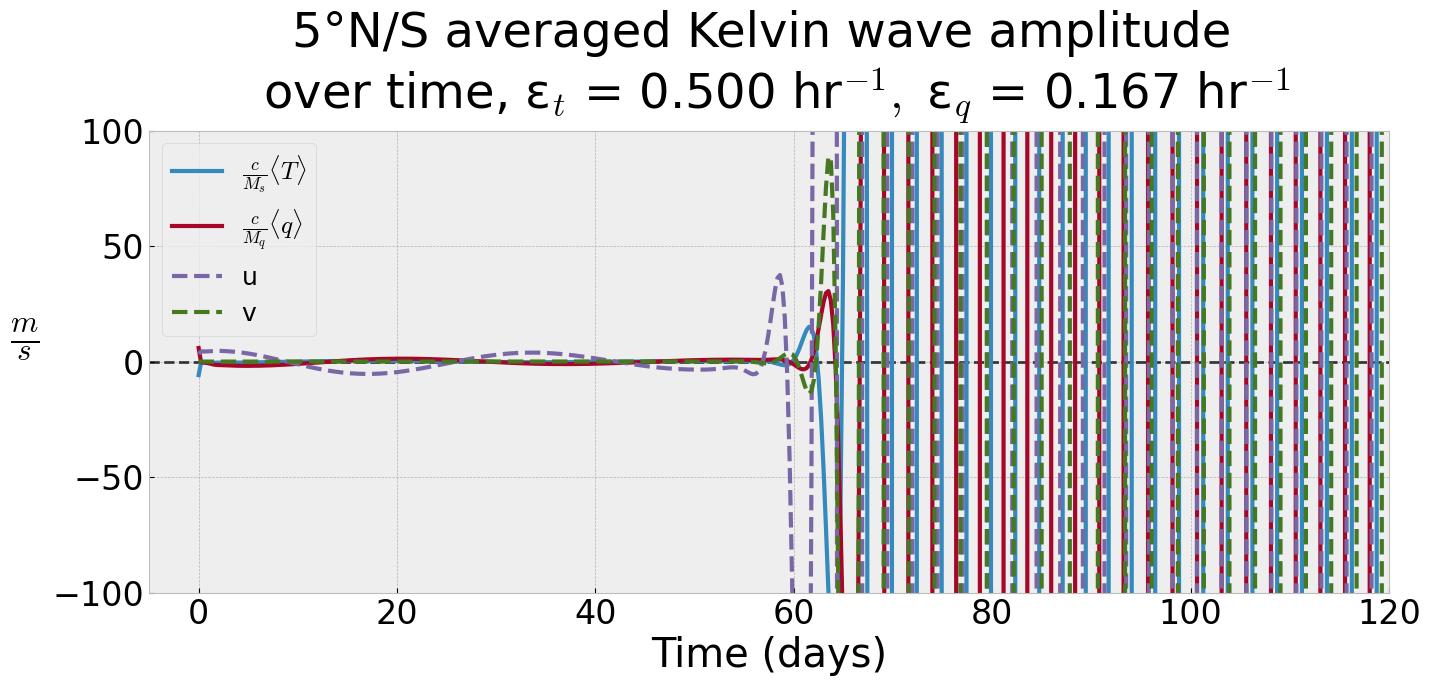 5°N/S averaged Kelvin wave amplitude
over time, ε_t = 0.500 hr⁻¹, ε_q = 0.167 hr⁻¹
100
50
0
−50
−100
m/s
c/M_s ⟨T⟩
c/M_q ⟨q⟩
u
v
0 20 40 60 80 100 120
Time (days)